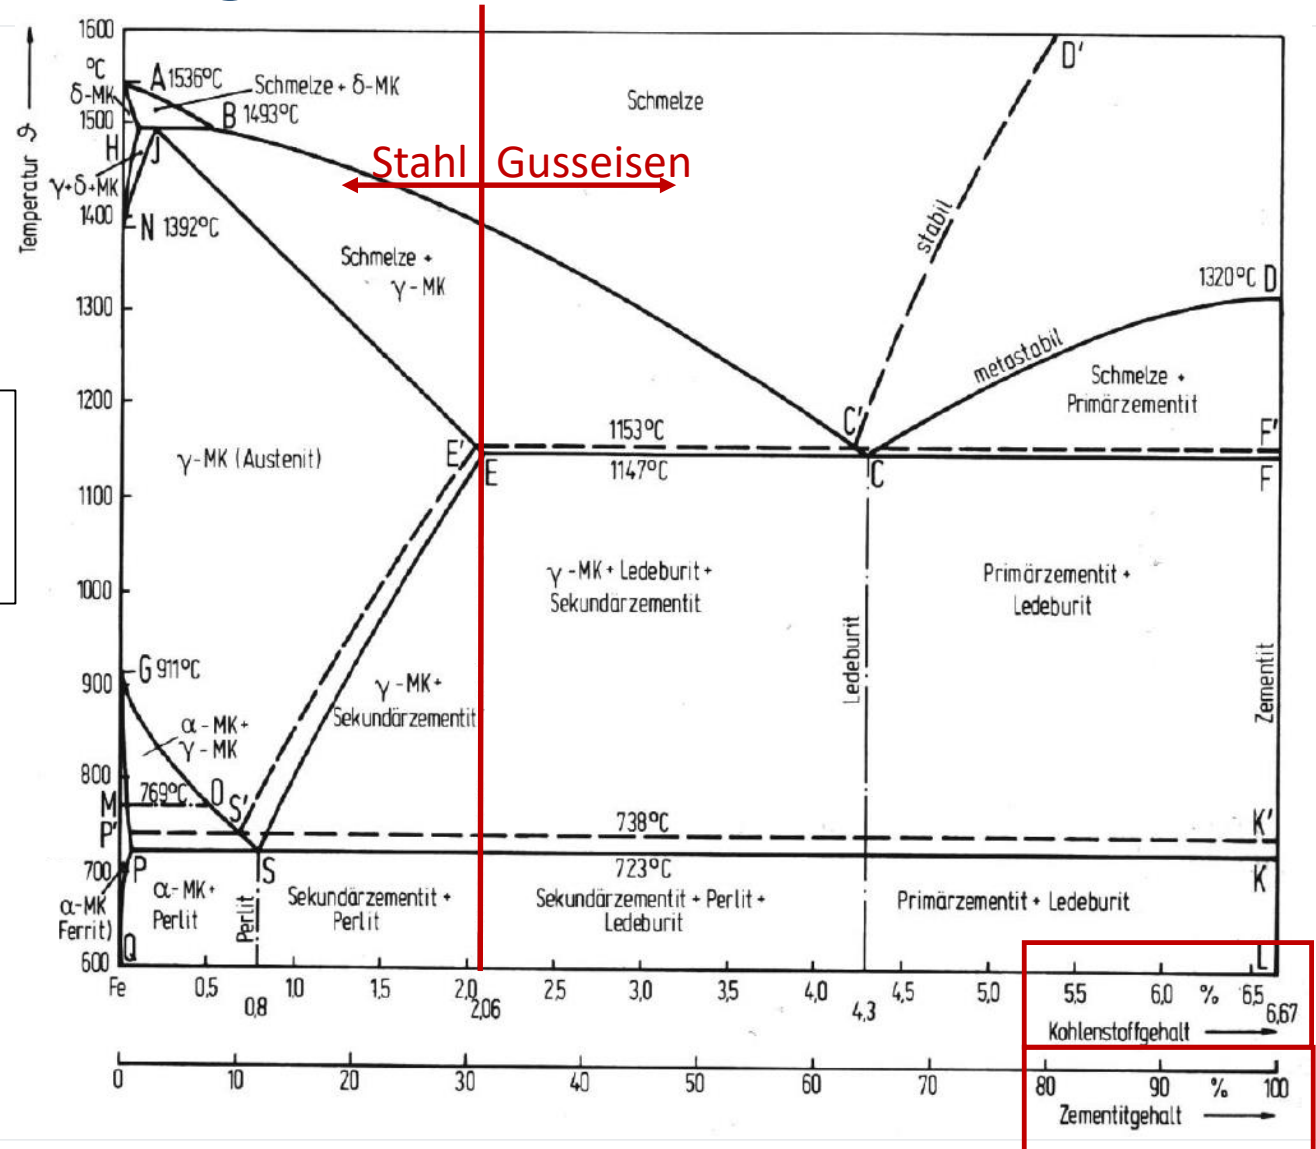 1600
°C
A 1536°C
Schmelze + δ-MK
δ-MK
1500
B 1493°C
Schmelze
D'
H
J
Stahl
Gusseisen
γ+δ+MK
1400
N 1392°C
stabil
Temperatur ϑ
Schmelze +
γ-MK
1300
1320°C D
metastabil
Schmelze +
Primärzementit
1200
C'
1153°C
F'
E'
γ-MK (Austenit)
E
1147°C
C
F
1100
1000
γ-MK + Ledeburit +
Sekundärzementit
Primärzementit +
Ledeburit
Ledeburit
Zementit
G 911°C
900
γ-MK+
Sekundärzementit
α-MK+
γ-MK
800
M
769°C
O
S'
P'
738°C
K'
700
P
S
723°C
K
α-MK
Ferrit)
α-MK+
Perlit
Perlit
Sekundärzementit +
Perlit
Sekundärzementit + Perlit +
Ledeburit
Primärzementit + Ledeburit
Q
L
600
Fe 0,5 0,8 1,0 1,5 2,0 2,06 2,5 3,0 3,5 4,0 4,3 4,5 5,0 5,5 6,0 % 6,5 6,67
Kohlenstoffgehalt
0 10 20 30 40 50 60 70 80 90 % 100
Zementitgehalt